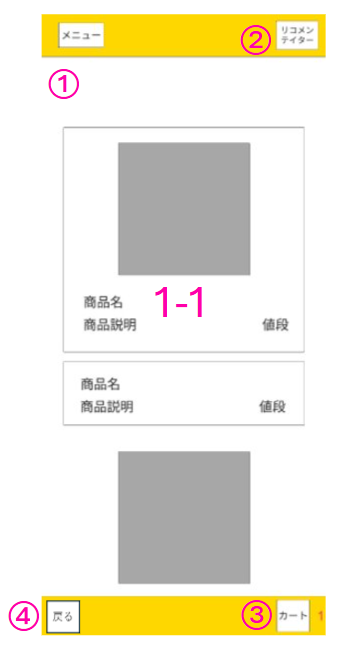 メニュー
②
リコメン
テイター
①
商品名
1-1
商品説明
値段
商品名
商品説明
値段
④
戻る
③
カート
1